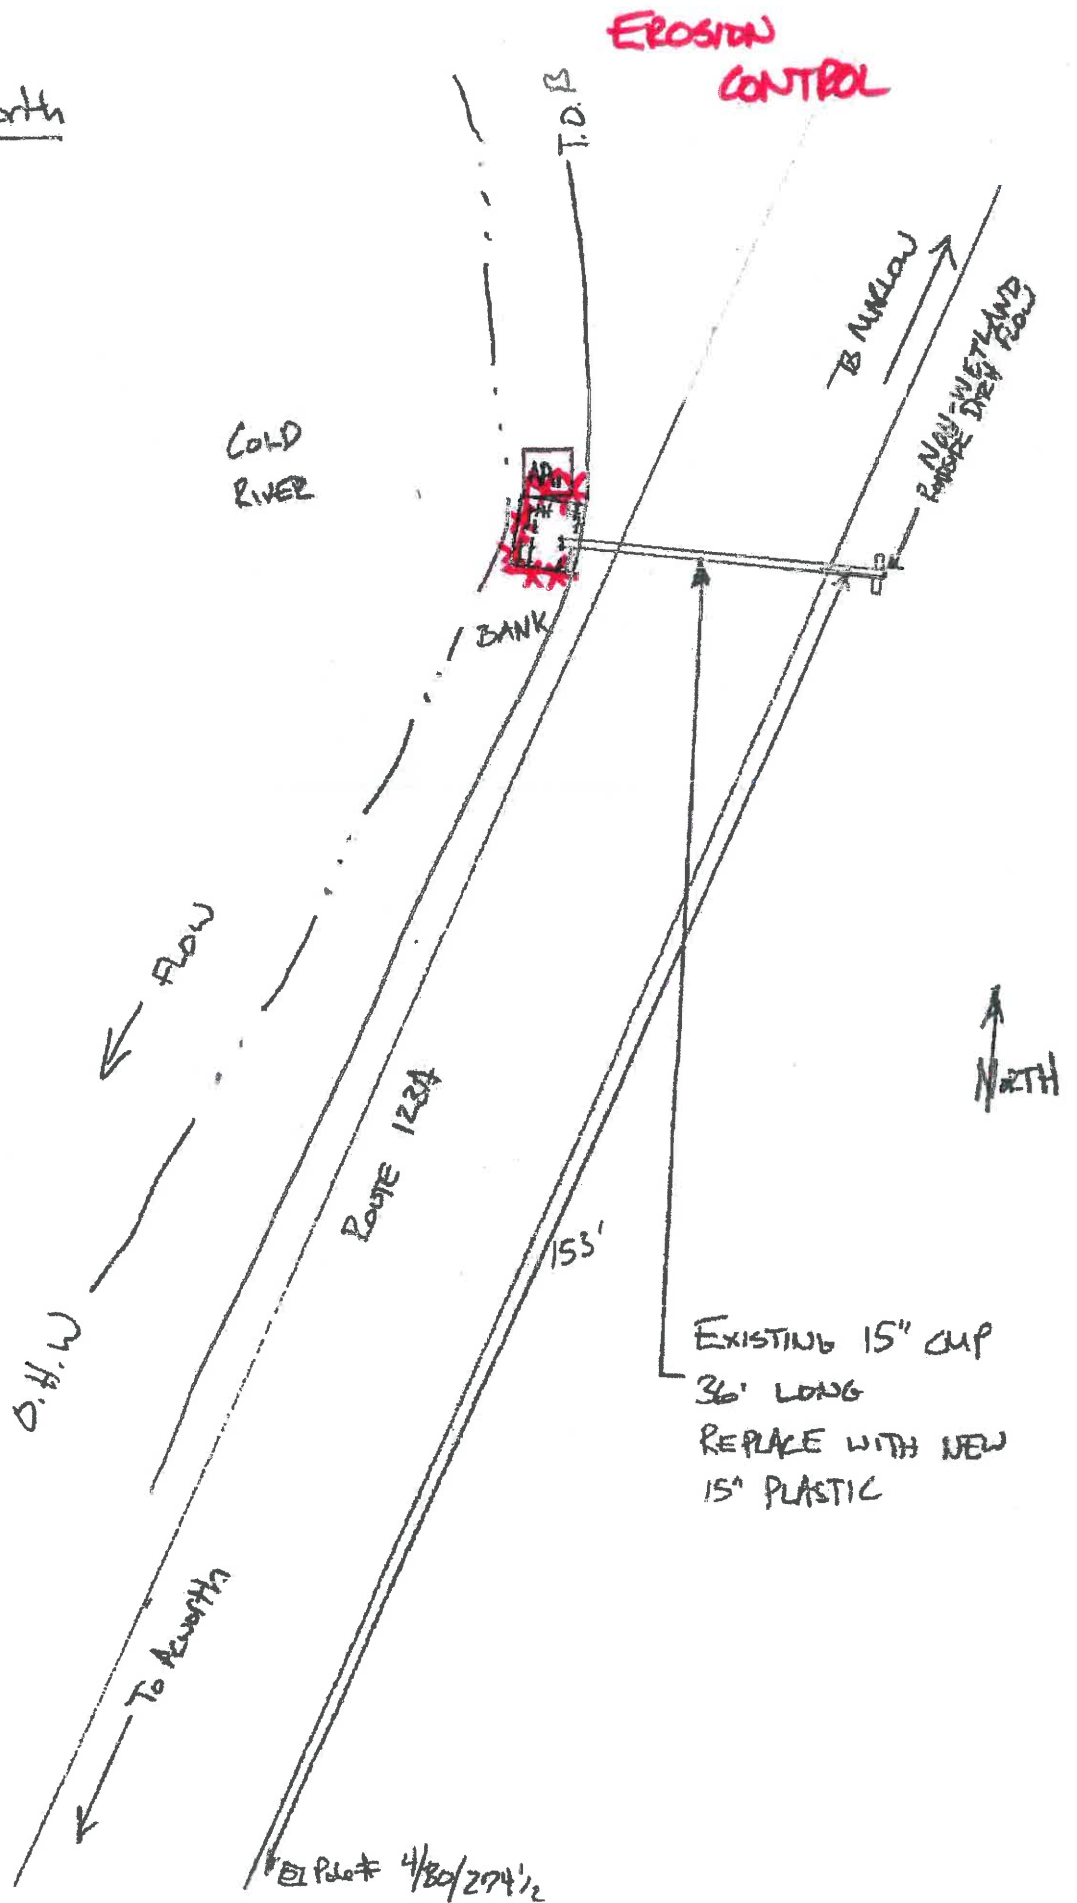 EROSION
CONTROL
orth
T.O.B
TO MARLOW
NON-WETLAND
ROADSIDE DITCH FLOW
COLD
RIVER
BANK
FLOW
NORTH
ROUTE 123A
153'
O.H.W
EXISTING 15" CMP
36' LONG
REPLACE WITH NEW
15" PLASTIC
To Acworth
Pole# 4/80/274 1/2